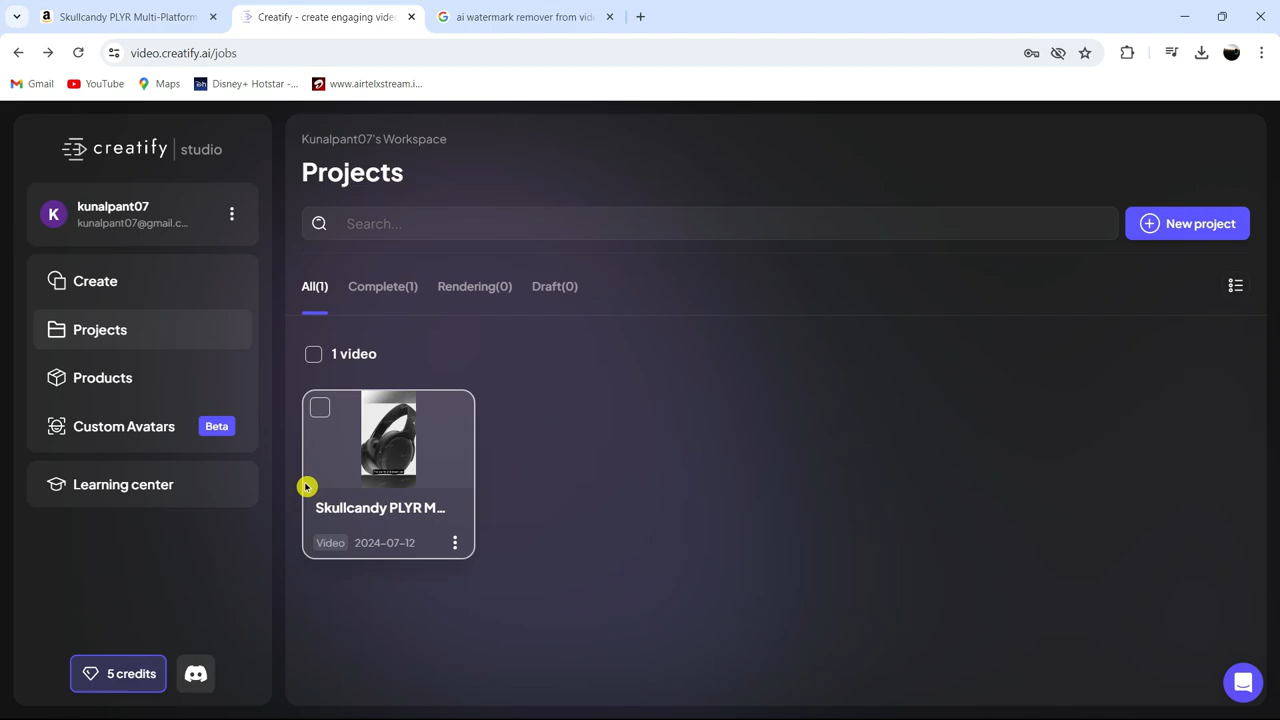 Skullcandy PLYR Multi-Platform
Creatify - create engaging vide
ai watermark remover from vid
video.creatify.ai/jobs
Gmail
YouTube
Maps
Disney+ Hotstar -...
www.airtelxstream.i...
creatify | studio
K
kunalpant07
kunalpant07@gmail.c...
Create
Projects
Products
Custom Avatars
Beta
Learning center
5 credits
Kunalpant07's Workspace
Projects
Search...
New project
All(1)
Complete(1)
Rendering(0)
Draft(0)
1 video
Skullcandy PLYR M...
Video
2024-07-12